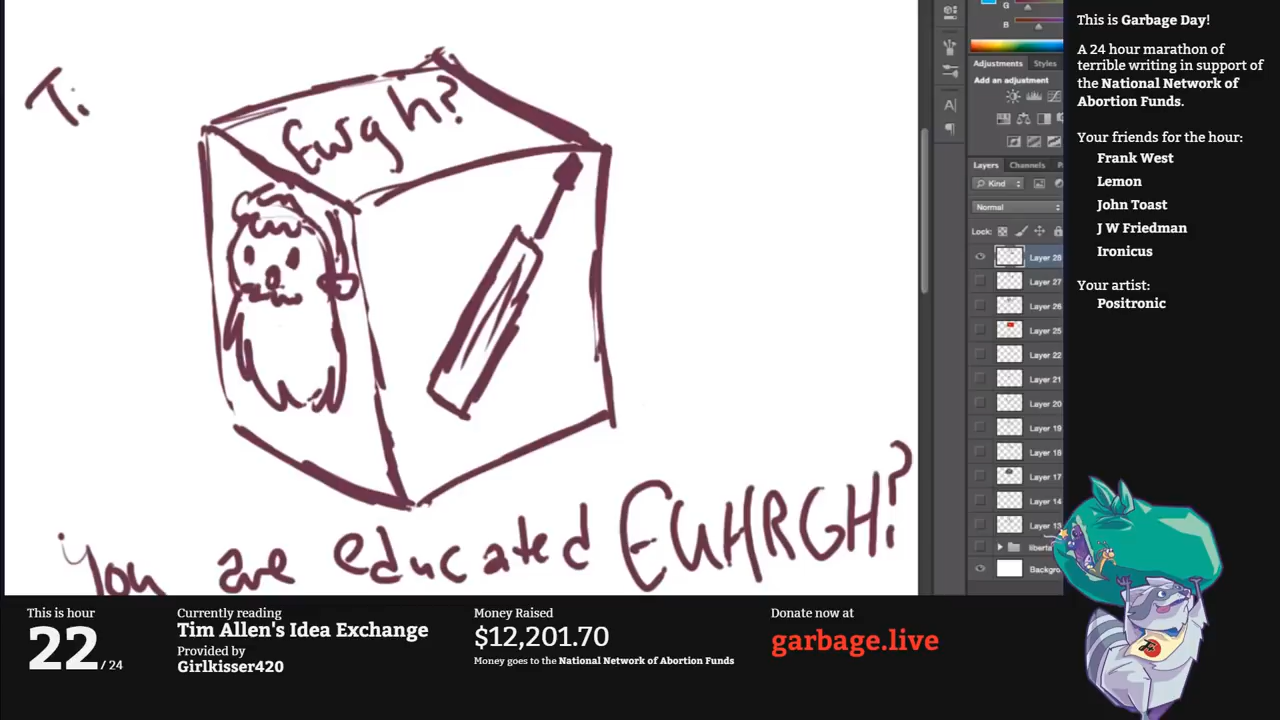 Ti
Ewgh?
you are educated EWHRGH?
G
B
Adjustments
Styles
Add an adjustment
Layers
Channels
Kind
Normal
Lock:
Layer 28
Layer 27
Layer 26
Layer 25
Layer 22
Layer 21
Layer 20
Layer 19
Layer 18
Layer 17
Layer 14
Layer 13
liberta
Backgro
This is Garbage Day!
A 24 hour marathon of
terrible writing in support of
the National Network of
Abortion Funds.
Your friends for the hour:
Frank West
Lemon
John Toast
J W Friedman
Ironicus
Your artist:
Positronic
This is hour
22 / 24
Currently reading
Tim Allen's Idea Exchange
Provided by
Girlkisser420
Money Raised
$12,201.70
Money goes to the National Network of Abortion Funds
Donate now at
garbage.live